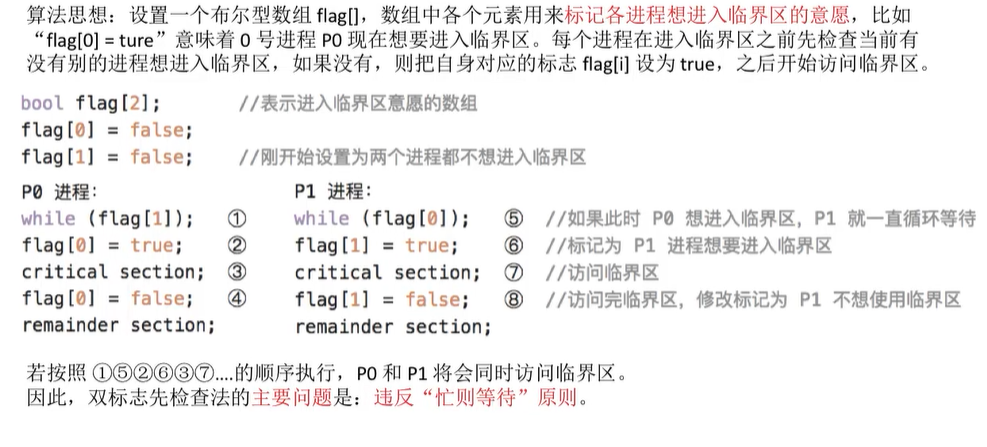 算法思想：设置一个布尔型数组 flag[]，数组中各个元素用来标记各进程想进入临界区的意愿，比如
“flag[0] = ture”意味着 0 号进程 P0 现在想要进入临界区。每个进程在进入临界区之前先检查当前有
没有别的进程想进入临界区，如果没有，则把自身对应的标志 flag[i] 设为 true，之后开始访问临界区。
bool flag[2]; //表示进入临界区意愿的数组
flag[0] = false;
flag[1] = false; //刚开始设置为两个进程都不想进入临界区
P0 进程： P1 进程：
while (flag[1]); ① while (flag[0]); ⑤ //如果此时 P0 想进入临界区，P1 就一直循环等待
flag[0] = true; ② flag[1] = true; ⑥ //标记为 P1 进程想要进入临界区
critical section; ③ critical section; ⑦ //访问临界区
flag[0] = false; ④ flag[1] = false; ⑧ //访问完临界区，修改标记为 P1 不想使用临界区
remainder section; remainder section;
若按照 ①⑤②⑥③⑦….的顺序执行，P0 和 P1 将会同时访问临界区。
因此，双标志先检查法的主要问题是：违反“忙则等待”原则。